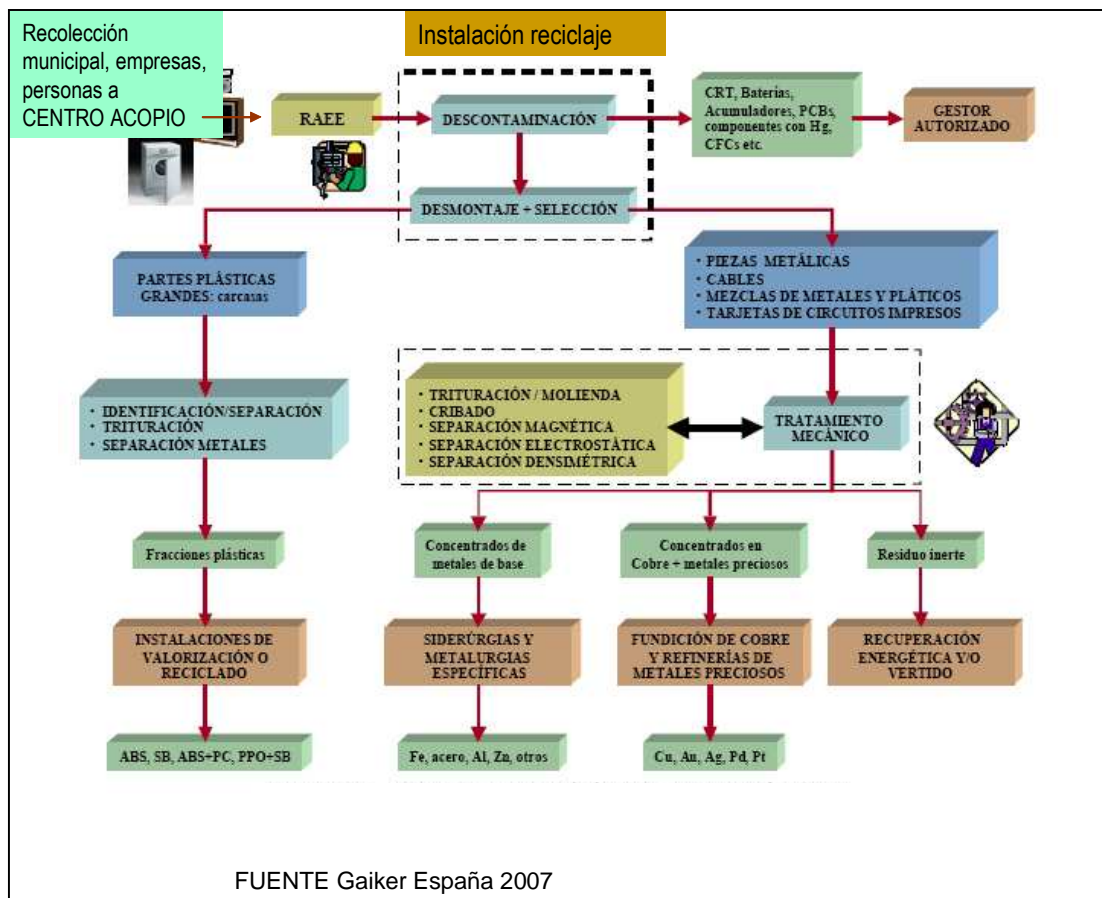 Recolección
municipal, empresas,
personas a
CENTRO ACOPIO
Instalación reciclaje
RAEE
DESCONTAMINACIÓN
CRT, Baterías,
Acumuladores, PCBs,
componentes con Hg,
CFCs etc.
GESTOR
AUTORIZADO
DESMONTAJE + SELECCIÓN
PARTES PLÁSTICAS
GRANDES: carcasas
· PIEZAS METÁLICAS
· CABLES
· MEZCLAS DE METALES Y PLÁTICOS
· TARJETAS DE CIRCUITOS IMPRESOS
· IDENTIFICACIÓN/SEPARACIÓN
· TRITURACIÓN
· SEPARACIÓN METALES
· TRITURACIÓN / MOLIENDA
· CRIBADO
· SEPARACIÓN MAGNÉTICA
· SEPARACIÓN ELECTROSTÁTICA
· SEPARACIÓN DENSIMÉTRICA
TRATAMIENTO
MECÁNICO
Fracciones plásticas
Concentrados de
metales de base
Concentrados en
Cobre + metales preciosos
Residuo inerte
INSTALACIONES DE
VALORIZACIÓN O
RECICLADO
SIDERÚRGIAS Y
METALURGIAS
ESPECÍFICAS
FUNDICIÓN DE COBRE
Y REFINERÍAS DE
METALES PRECIOSOS
RECUPERACIÓN
ENERGÉTICA Y/O
VERTIDO
ABS, SB, ABS+PC, PPO+SB
Fe, acero, Al, Zn, otros
Cu, Au, Ag, Pd, Pt
FUENTE Gaiker España 2007